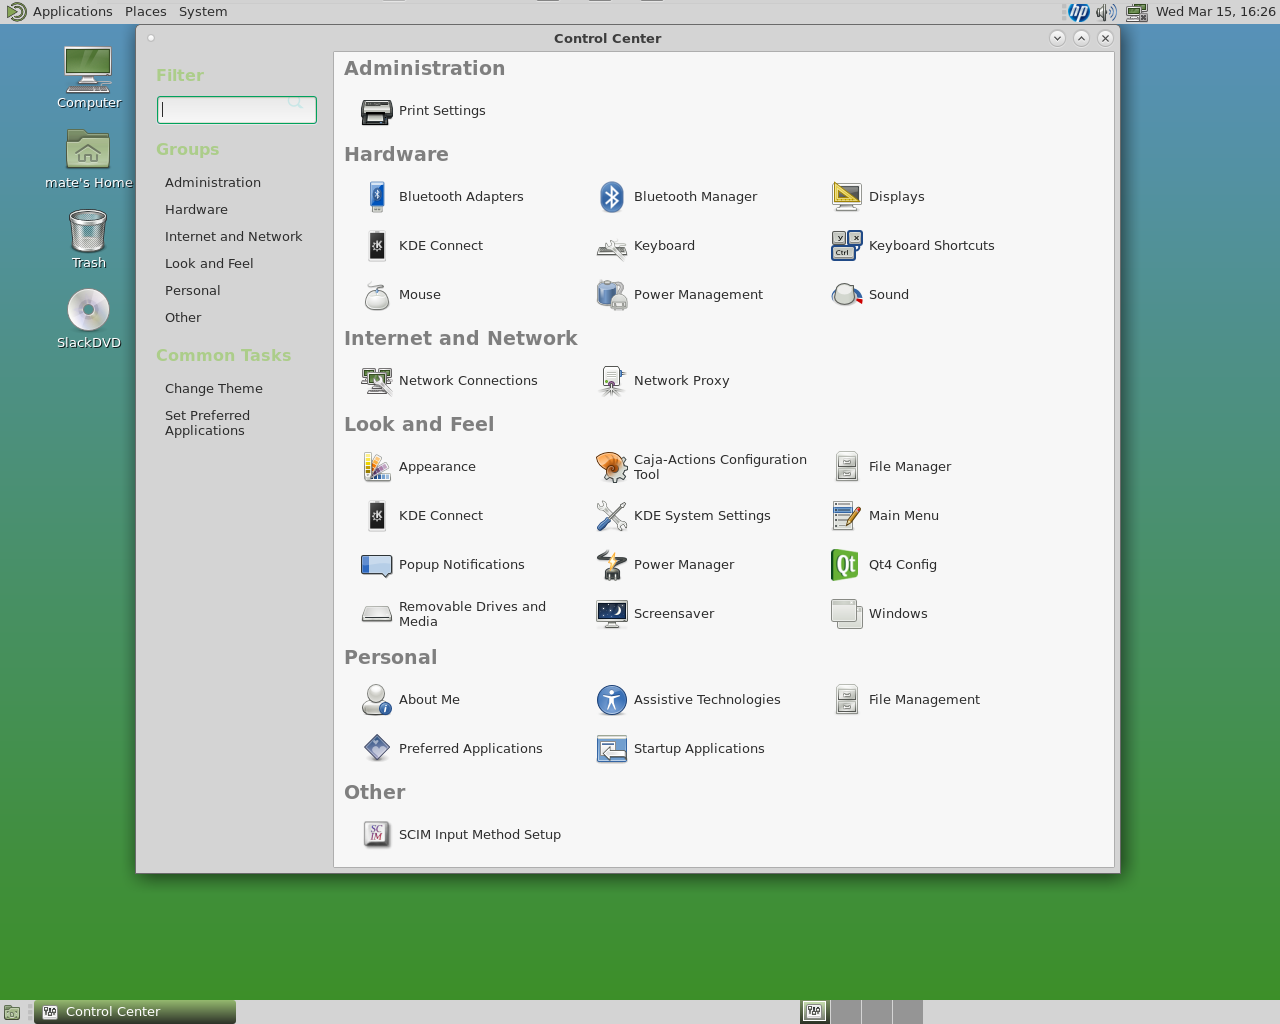 Applications Places System
hp
Wed Mar 15, 16:26
Computer
mate's Home
Trash
SlackDVD
Control Center
Filter
Groups
Administration
Hardware
Internet and Network
Look and Feel
Personal
Other
Common Tasks
Change Theme
Set Preferred
Applications
Administration
Print Settings
Hardware
Bluetooth Adapters
Bluetooth Manager
Displays
KDE Connect
Keyboard
Y X
Ctrl
Keyboard Shortcuts
Mouse
Power Management
Sound
Internet and Network
Network Connections
Network Proxy
Look and Feel
Appearance
Caja-Actions Configuration
Tool
File Manager
KDE Connect
KDE System Settings
Main Menu
Popup Notifications
Power Manager
Qt
Qt4 Config
Removable Drives and
Media
Screensaver
Windows
Personal
About Me
Assistive Technologies
File Management
Preferred Applications
Startup Applications
Other
SC
IM
SCIM Input Method Setup
Control Center